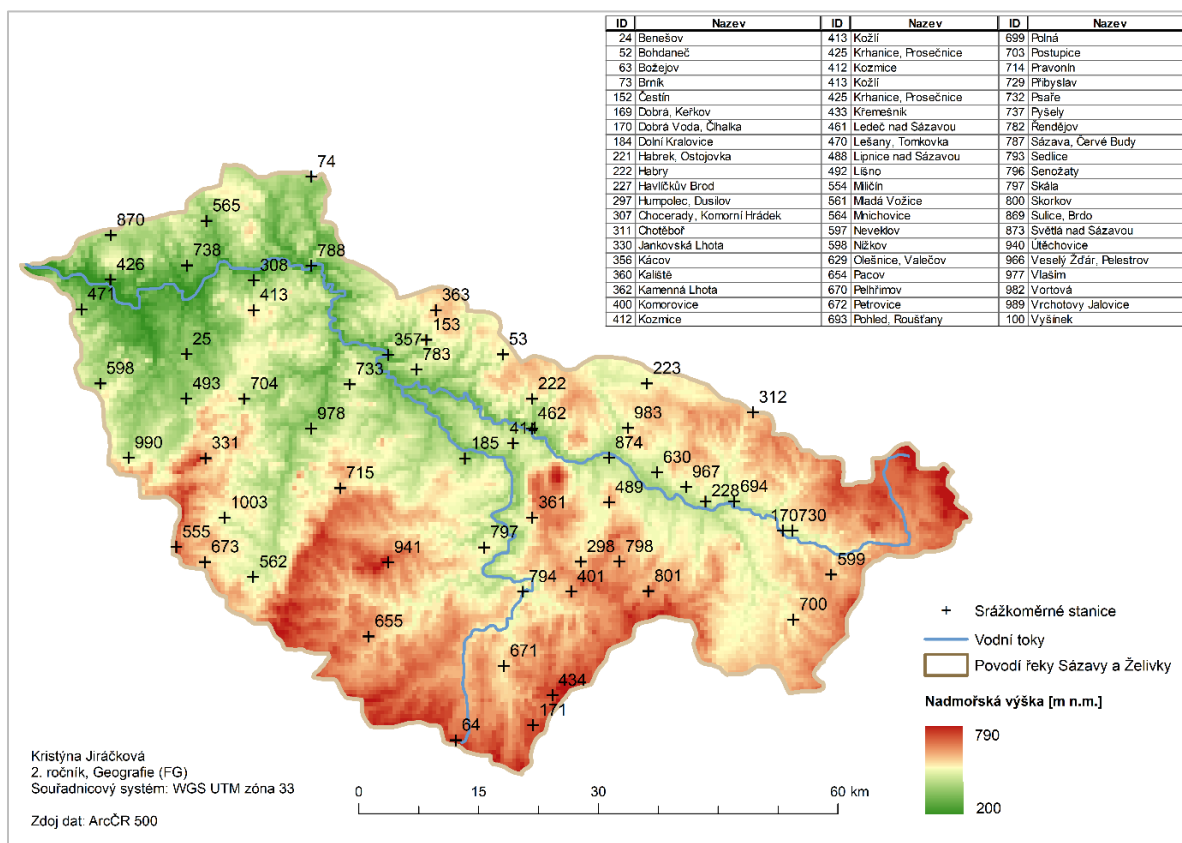 ID Nazev ID Nazev ID Nazev
24 Benešov 413 Kožlí 699 Polná
52 Bohdaneč 425 Krhanice, Prosečnice 703 Postupice
63 Božejov 412 Kozmice 714 Pravonín
73 Brník 413 Kožlí 729 Přibyslav
152 Čestín 425 Krhanice, Prosečnice 732 Psaře
169 Dobrá, Keřkov 433 Křemešník 737 Pyšely
170 Dobrá Voda, Číhalka 461 Ledeč nad Sázavou 782 Řendějov
184 Dolní Kralovice 470 Lešany, Tomkovka 787 Sázava, Červé Budy
221 Habrek, Ostojovka 488 Lipnice nad Sázavou 793 Sedlice
222 Habry 492 Lišno 796 Senožaty
227 Havlíčkův Brod 554 Miličín 797 Skála
297 Humpolec, Dusilov 561 Mladá Vožice 800 Skorkov
307 Chocerady, Komorní Hrádek 564 Mnichovice 869 Sulice, Brdo
311 Chotěboř 597 Neveklov 873 Světlá nad Sázavou
330 Jankovská Lhota 598 Nížkov 940 Útěchovice
356 Kácov 629 Olešnice, Valečov 966 Veselý Žďár, Pelestrov
360 Kaliště 654 Pacov 977 Vlašim
362 Kamenná Lhota 670 Pelhřimov 982 Vortová
400 Komorovice 672 Petrovice 989 Vrchotovy Jalovice
412 Kozmice 693 Pohled, Roušťany 100 Vyšínek
74
565
870
738
308
788
426
471
413
363
153
25
357
783
53
598
493
704
733
222
223
312
978
462
983
990
331
185
874
715
630
967
228
694
1003
361
489
170
730
555
673
562
941
797
298
798
599
794
401
801
655
700
671
434
171
64
Srážkoměrné stanice
Vodní toky
Povodí řeky Sázavy a Želivky
Nadmořská výška [m n.m.]
790
200
Kristýna Jiráčková
2. ročník, Geografie (FG)
Souřadnicový systém: WGS UTM zóna 33
Zdoj dat: ArcČR 500
0 15 30 60 km